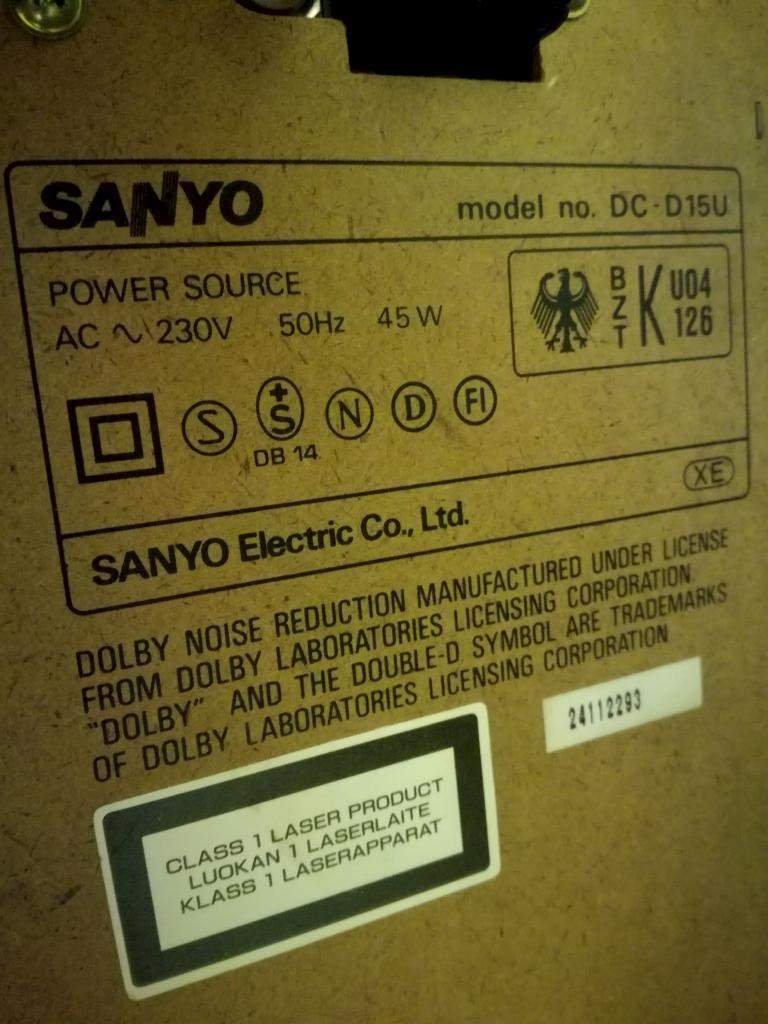 SANYO model no. DC-D15U
POWER SOURCE
AC ~ 230V 50Hz 45W
BZT K U04 126
S +S N D FI
DB 14
XE
SANYO Electric Co., Ltd.
DOLBY NOISE REDUCTION MANUFACTURED UNDER LICENSE
FROM DOLBY LABORATORIES LICENSING CORPORATION
"DOLBY" AND THE DOUBLE-D SYMBOL ARE TRADEMARKS
OF DOLBY LABORATORIES LICENSING CORPORATION
24112293
CLASS 1 LASER PRODUCT
LUOKAN 1 LASERLAITE
KLASS 1 LASERAPPARAT